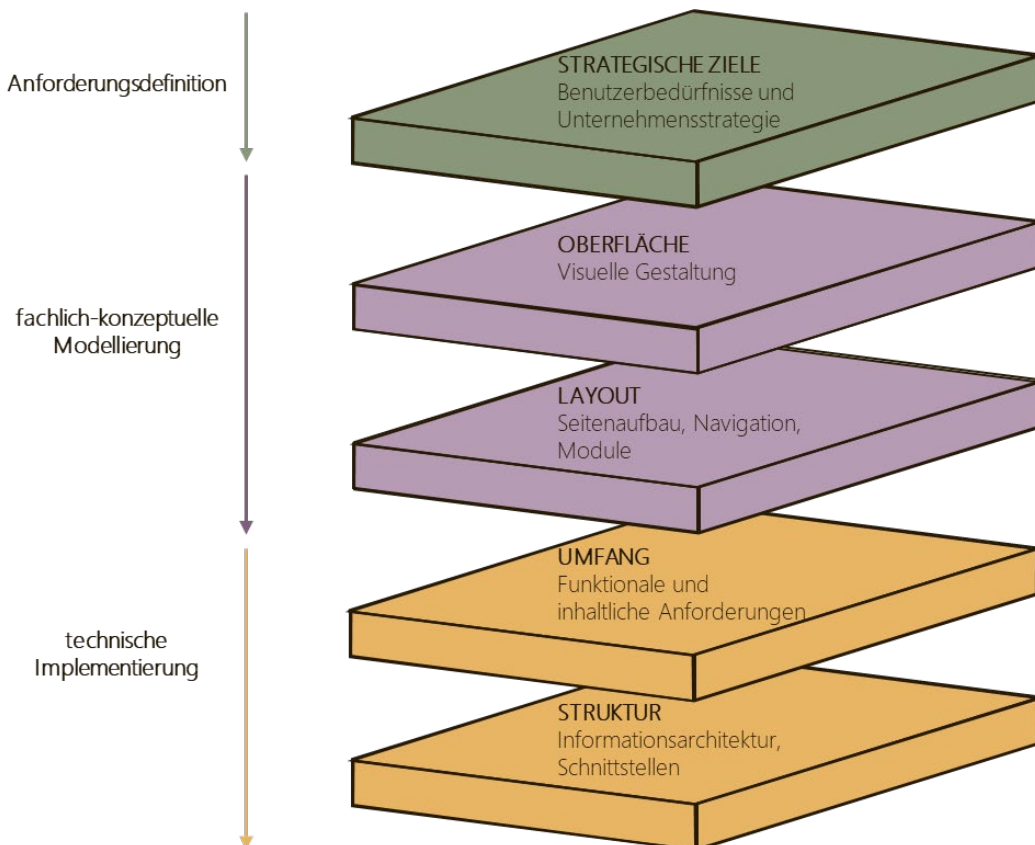 Anforderungsdefinition
STRATEGISCHE ZIELE
Benutzerbedürfnisse und
Unternehmensstrategie
fachlich-konzeptuelle
Modellierung
OBERFLÄCHE
Visuelle Gestaltung
LAYOUT
Seitenaufbau, Navigation,
Module
technische
Implementierung
UMFANG
Funktionale und
inhaltliche Anforderungen
STRUKTUR
Informationsarchitektur,
Schnittstellen